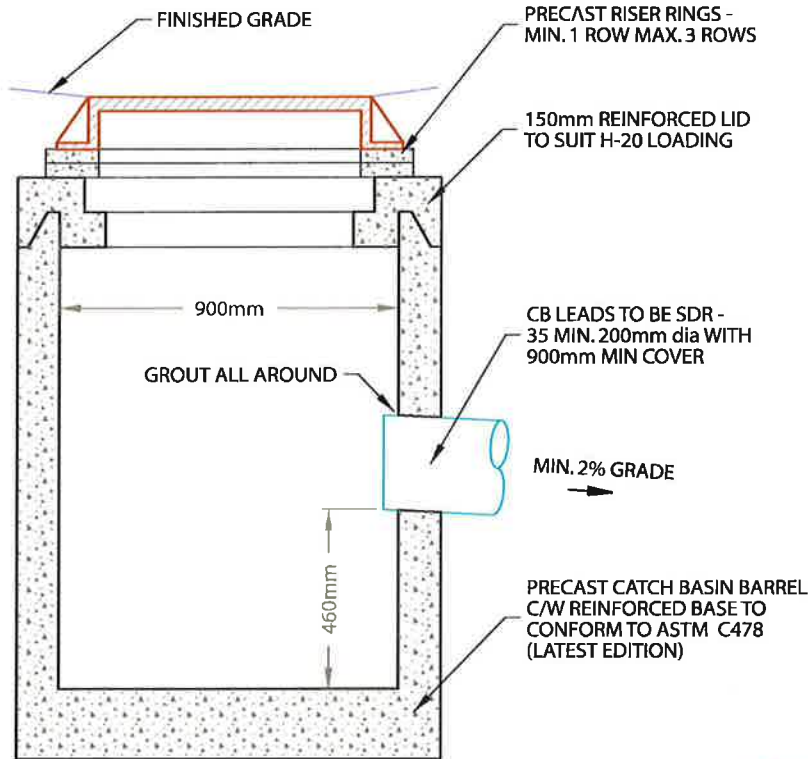 FINISHED GRADE
PRECAST RISER RINGS -
MIN. 1 ROW MAX. 3 ROWS
150mm REINFORCED LID
TO SUIT H-20 LOADING
900mm
CB LEADS TO BE SDR -
35 MIN. 200mm dia WITH
900mm MIN COVER
GROUT ALL AROUND
MIN. 2% GRADE
460mm
PRECAST CATCH BASIN BARREL
C/W REINFORCED BASE TO
CONFORM TO ASTM C478
(LATEST EDITION)